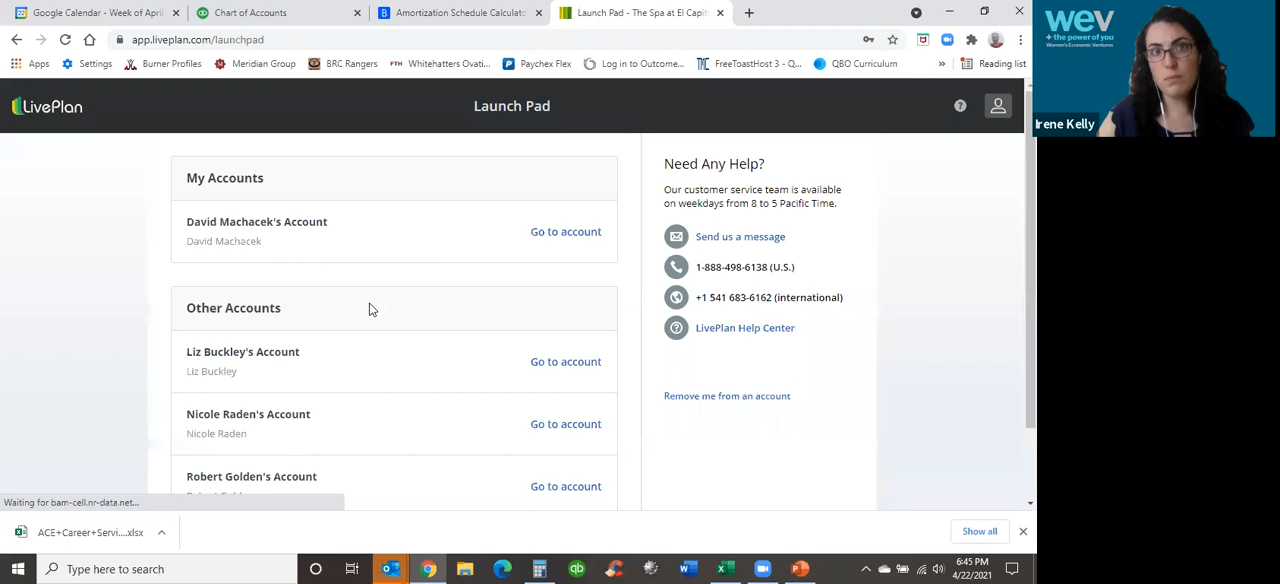 Google Calendar - Week of April
Chart of Accounts
Amortization Schedule Calculato
Launch Pad - The Spa at El Capit
app.liveplan.com/launchpad
Apps
Settings
Burner Profiles
Meridian Group
BRC Rangers
FTH Whitehatters Ovati...
Paychex Flex
Log in to Outcome...
FreeToastHost 3 - Q...
QBO Curriculum
»
Reading list
wev
+ the power of you
Women's Economic Ventures
Irene Kelly
LivePlan
Launch Pad
My Accounts
David Machacek's Account
David Machacek
Go to account
Other Accounts
Liz Buckley's Account
Liz Buckley
Go to account
Nicole Raden's Account
Nicole Raden
Go to account
Robert Golden's Account
Go to account
Need Any Help?
Our customer service team is available
on weekdays from 8 to 5 Pacific Time.
Send us a message
1-888-498-6138 (U.S.)
+1 541 683-6162 (international)
LivePlan Help Center
Remove me from an account
Waiting for bam-cell.nr-data.net...
ACE+Career+Servi....xlsx
Show all
Type here to search
6:45 PM
4/22/2021